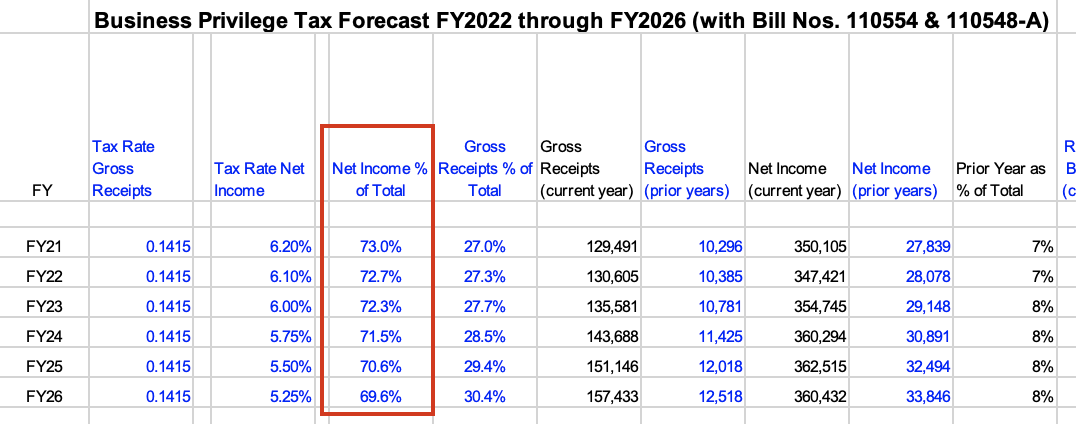 Business Privilege Tax Forecast FY2022 through FY2026 (with Bill Nos. 110554 & 110548-A)
FY Tax Rate Gross Receipts Tax Rate Net Income Net Income % of Total Gross Receipts % of Total Gross Receipts (current year) Gross Receipts (prior years) Net Income (current year) Net Income (prior years) Prior Year as % of Total
FY21 0.1415 6.20% 73.0% 27.0% 129,491 10,296 350,105 27,839 7%
FY22 0.1415 6.10% 72.7% 27.3% 130,605 10,385 347,421 28,078 7%
FY23 0.1415 6.00% 72.3% 27.7% 135,581 10,781 354,745 29,148 8%
FY24 0.1415 5.75% 71.5% 28.5% 143,688 11,425 360,294 30,891 8%
FY25 0.1415 5.50% 70.6% 29.4% 151,146 12,018 362,515 32,494 8%
FY26 0.1415 5.25% 69.6% 30.4% 157,433 12,518 360,432 33,846 8%